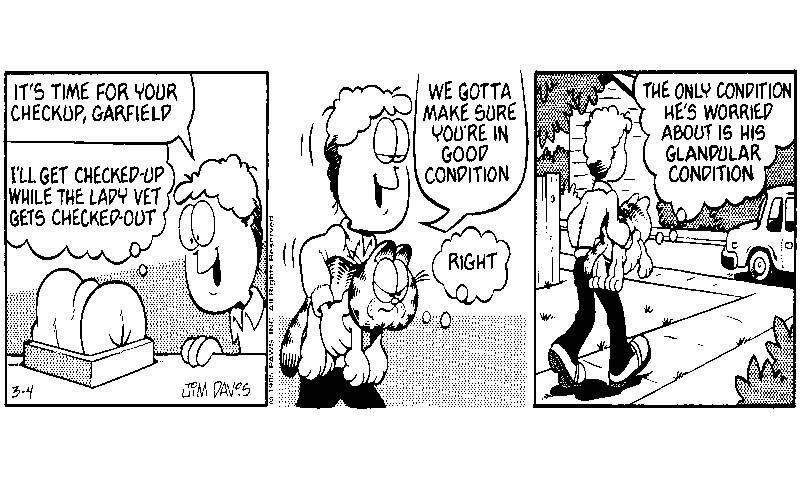 IT'S TIME FOR YOUR
CHECKUP, GARFIELD
I'LL GET CHECKED-UP
WHILE THE LADY VET
GETS CHECKED-OUT
3-4
JIM DAVIS
WE GOTTA
MAKE SURE
YOU'RE IN
GOOD
CONDITION
RIGHT
THE ONLY CONDITION
HE'S WORRIED
ABOUT IS HIS
GLANDULAR
CONDITION